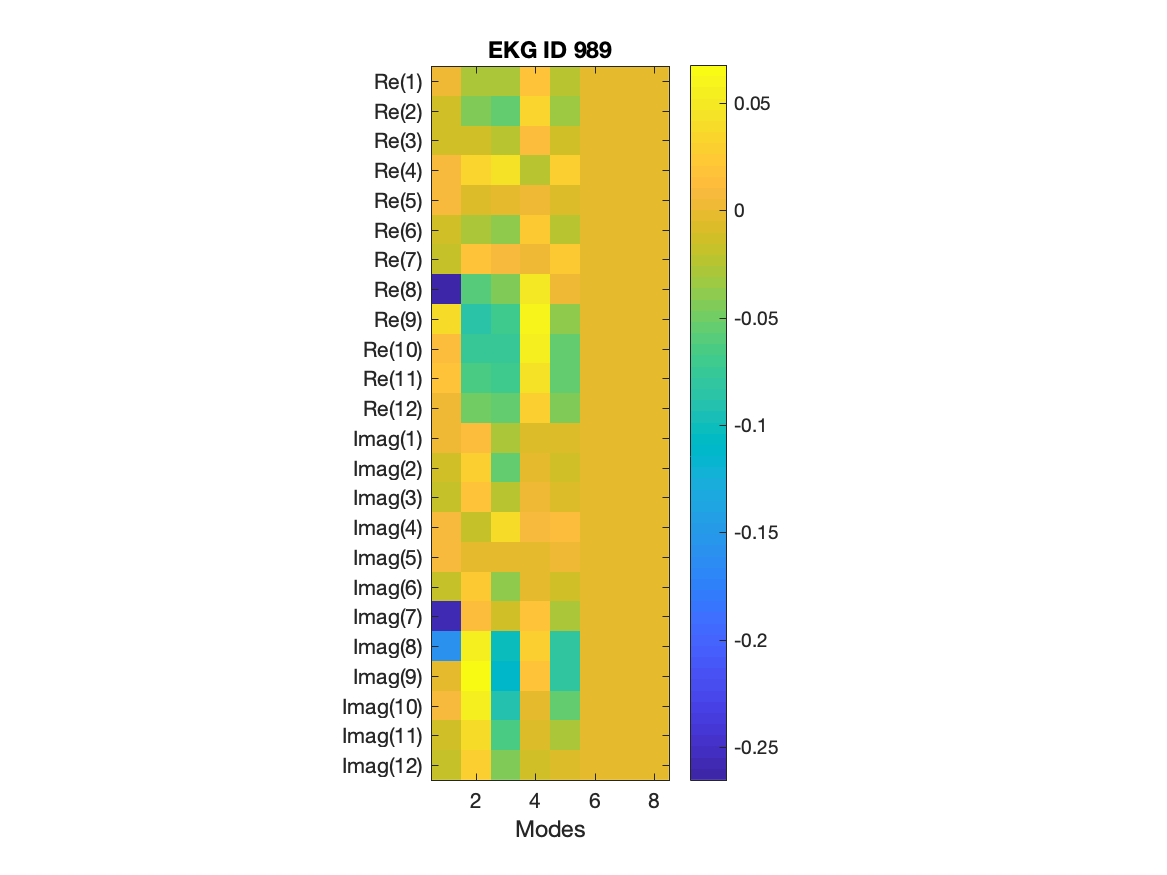 EKG ID 989
Re(1)
Re(2)
Re(3)
Re(4)
Re(5)
Re(6)
Re(7)
Re(8)
Re(9)
Re(10)
Re(11)
Re(12)
Imag(1)
Imag(2)
Imag(3)
Imag(4)
Imag(5)
Imag(6)
Imag(7)
Imag(8)
Imag(9)
Imag(10)
Imag(11)
Imag(12)
2 4 6 8
Modes
0.05
0
-0.05
-0.1
-0.15
-0.2
-0.25